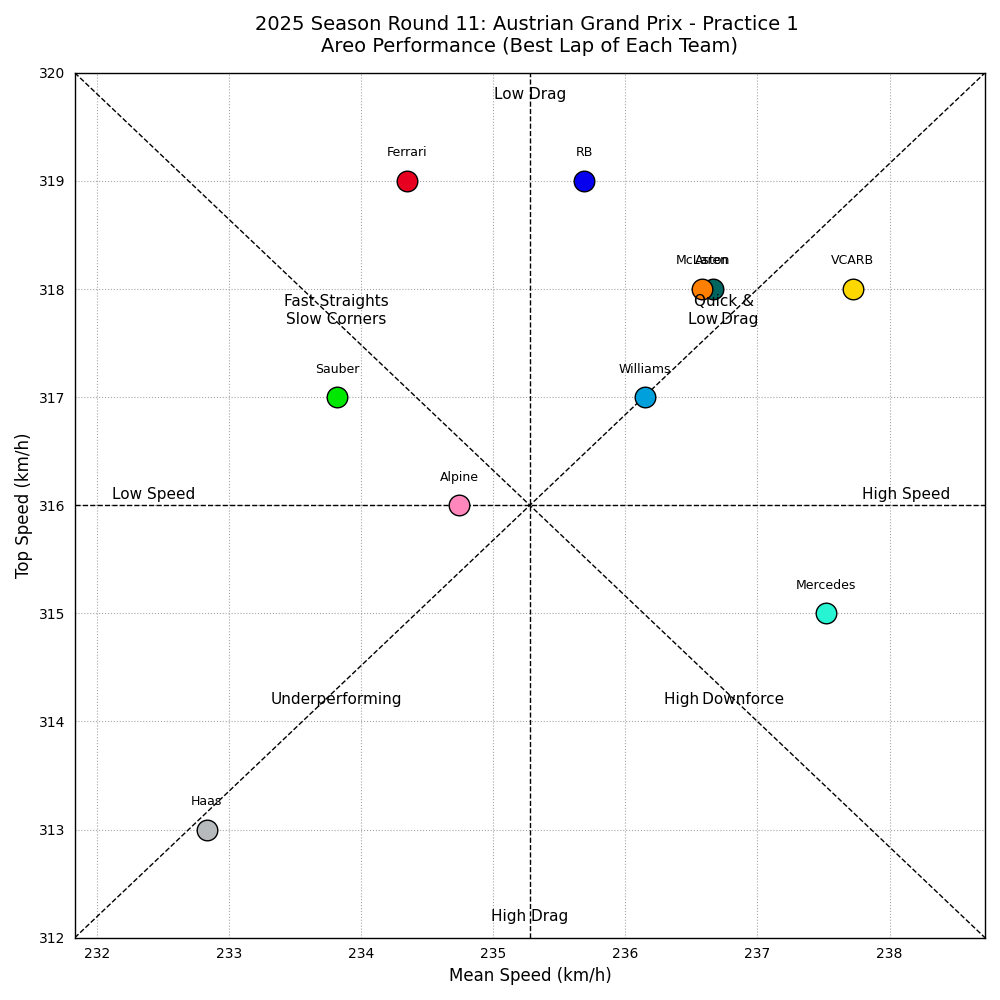 2025 Season Round 11: Austrian Grand Prix - Practice 1
Areo Performance (Best Lap of Each Team)
320
Low Drag
Ferrari
RB
319
McLaren
Aston
VCARB
318
Fast Straights
Slow Corners
Quick &
Low Drag
Sauber
Williams
317
Alpine
Low Speed
High Speed
316
Top Speed (km/h)
Mercedes
315
Underperforming
High Downforce
314
Haas
313
High Drag
312
232
233
234
235
236
237
238
Mean Speed (km/h)